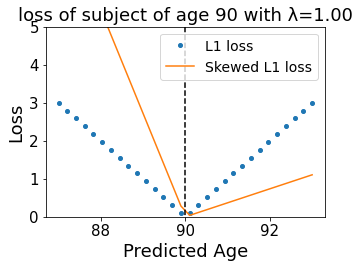 loss of subject of age 90 with λ=1.00
5
4
3
2
1
0
Loss
L1 loss
Skewed L1 loss
88
90
92
Predicted Age